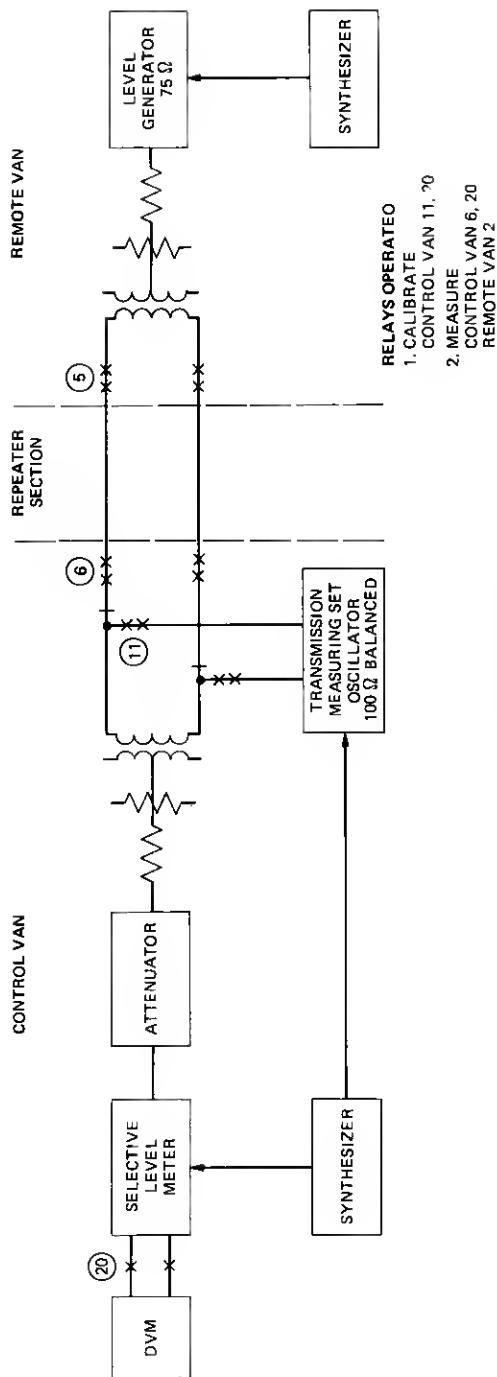 CONTROL VAN
REPEATER
SECTION
REMOTE VAN
20
6
5
11
DVM
SELECTIVE
LEVEL
METER
ATTENUATOR
LEVEL
GENERATOR
75 Ω
SYNTHESIZER
TRANSMISSION
MEASURING SET
OSCILLATOR
100 Ω BALANCED
SYNTHESIZER
RELAYS OPERATED
1. CALIBRATE
CONTROL VAN 11, 20
2. MEASURE
CONTROL VAN 6, 20
REMOTE VAN 2